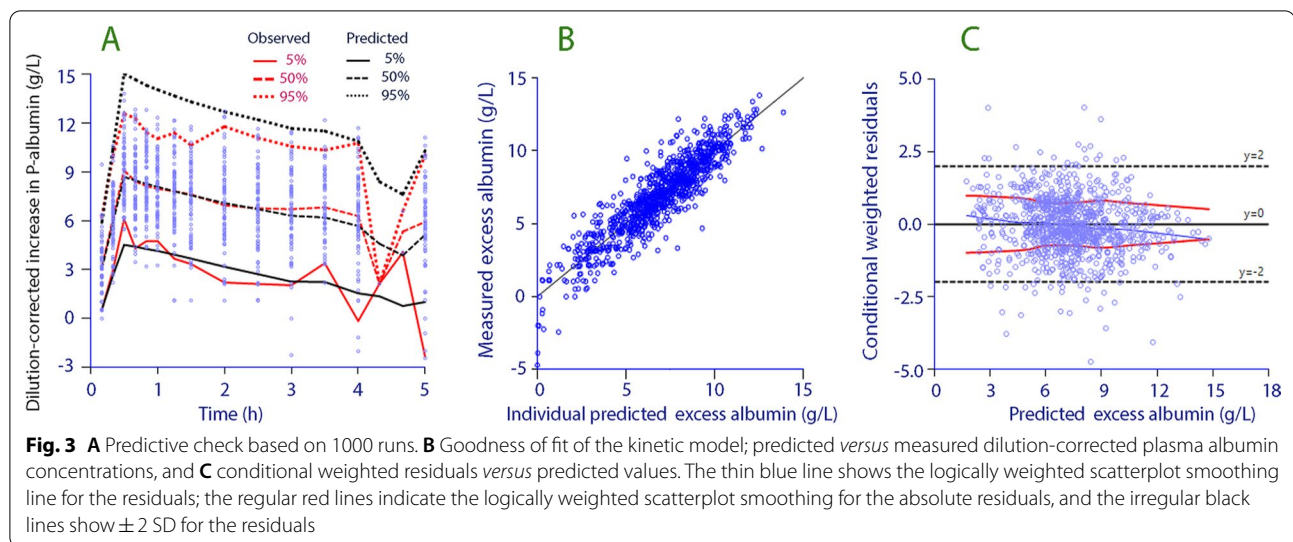 A
Observed Predicted
5% 5%
50% 50%
95% 95%
Dilution-corrected increase in P-albumin (g/L)
15
12
9
6
3
0
-3
0 1 2 3 4 5
Time (h)
B
Measured excess albumin (g/L)
15
10
5
0
-5
0 5 10 15
Individual predicted excess albumin (g/L)
C
Conditional weighted residuals
5.0
2.5
0.0
-2.5
-5.0
y=2
y=0
y=-2
0 3 6 9 12 15 18
Predicted excess albumin (g/L)
Fig. 3 A Predictive check based on 1000 runs. B Goodness of fit of the kinetic model; predicted versus measured dilution-corrected plasma albumin
concentrations, and C conditional weighted residuals versus predicted values. The thin blue line shows the logically weighted scatterplot smoothing
line for the residuals; the regular red lines indicate the logically weighted scatterplot smoothing for the absolute residuals, and the irregular black
lines show ±2 SD for the residuals